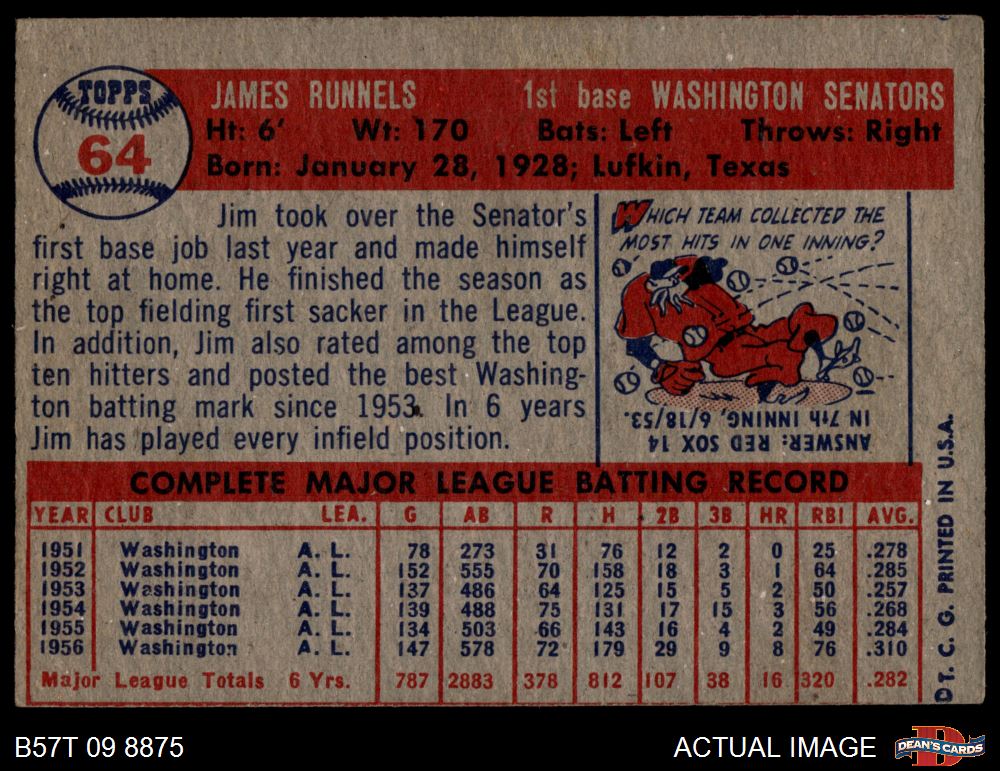 TOPPS
64
JAMES RUNNELS 1st base WASHINGTON SENATORS
Ht: 6' Wt: 170 Bats: Left Throws: Right
Born: January 28, 1928; Lufkin, Texas
Jim took over the Senator's
first base job last year and made himself
right at home. He finished the season as
the top fielding first sacker in the League.
In addition, Jim also rated among the top
ten hitters and posted the best Washing-
ton batting mark since 1953. In 6 years
Jim has played every infield position.
WHICH TEAM COLLECTED THE
MOST HITS IN ONE INNING?
ANSWER: RED SOX 14
IN 7th INNING, 6/18/53.
COMPLETE MAJOR LEAGUE BATTING RECORD
YEAR CLUB LEA. G AB R H 2B 3B HR RBI AVG.
1951 Washington A. L. 78 273 31 76 12 2 0 25 .278
1952 Washington A. L. 152 555 70 158 18 3 1 64 .285
1953 Washington A. L. 137 486 64 125 15 5 2 50 .257
1954 Washington A. L. 139 488 75 131 17 15 3 56 .268
1955 Washington A. L. 134 503 66 143 16 4 2 49 .284
1956 Washington A. L. 147 578 72 179 29 9 8 76 .310
Major League Totals 6 Yrs. 787 2883 378 812 107 38 16 320 .282
T. C. G. PRINTED IN U.S.A.
B57T 09 8875
ACTUAL IMAGE
DEAN'S CARDS